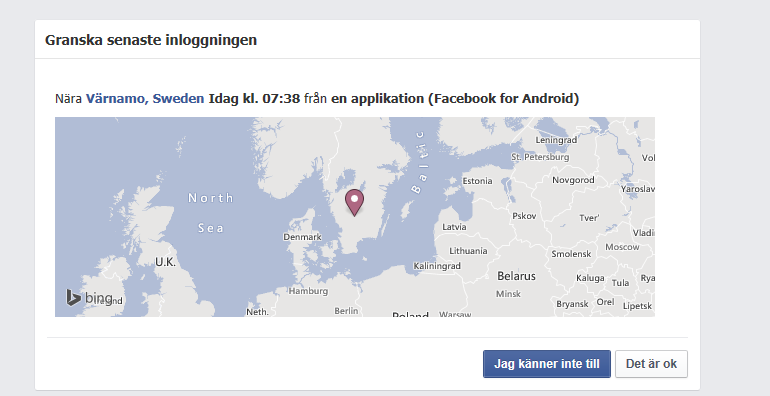 Granska senaste inloggningen
Nära Värnamo, Sweden Idag kl. 07:38 från en applikation (Facebook for Android)
Baltic
Leningrad
St. Petersburg
Vol
North
Sea
Estonia
Novgorod
Yaroslav
Pskov
Tver'
Latvia
Vladi
Denmark
Moscow
Lithuania
Smolensk
U.K.
Kaliningrad
Belarus
Kaluga
Tula
Rya
Hamburg
Minsk
bing
Bryansk
Orel
Lipetsk
Neth.
Berlin
Poland
Warsaw
Jag känner inte till
Det är ok